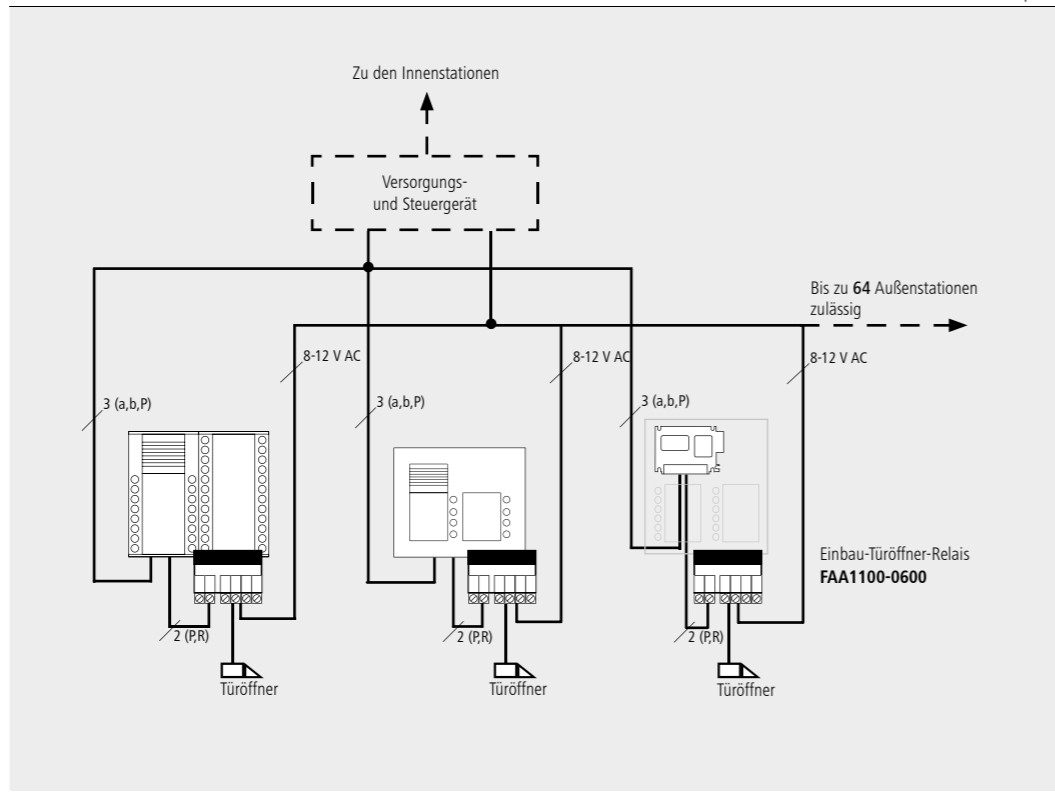 Zu den Innenstationen
Versorgungs-
und Steuergerät
Bis zu 64 Außenstationen
zulässig
8-12 V AC
8-12 V AC
8-12 V AC
3 (a,b,P)
3 (a,b,P)
3 (a,b,P)
Einbau-Türöffner-Relais
FAA1100-0600
2 (P,R)
2 (P,R)
2 (P,R)
Türöffner
Türöffner
Türöffner